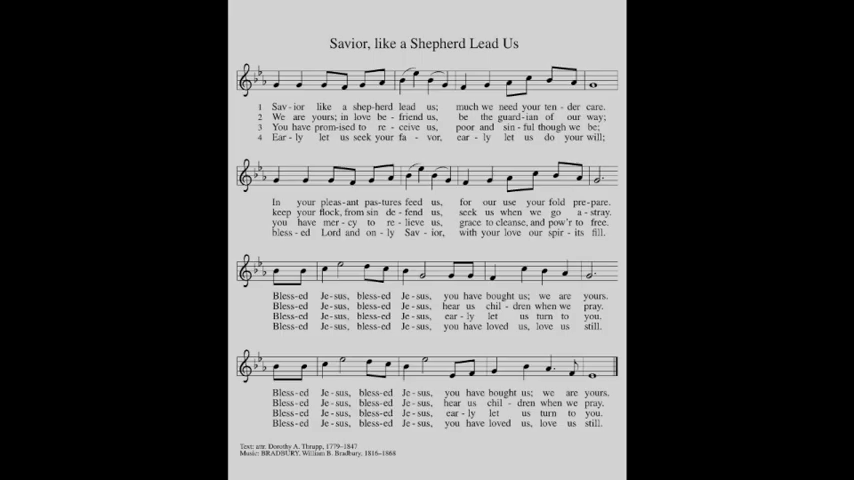 Savior, like a Shepherd Lead Us
1 Sav - ior like a shep-herd lead us; much we need your ten - der care.
2 We are yours; in love be - friend us, be the guard-ian of our way;
3 You have prom-ised to re - ceive us, poor and sin - ful though we be;
4 Ear - ly let us seek your fa - vor, ear - ly let us do your will;
In your pleas-ant pas-tures feed us, for our use your fold pre-pare.
keep your flock, from sin de - fend us, seek us when we go a - stray.
you have mer - cy to re - lieve us, grace to cleanse, and pow'r to free.
bless-ed Lord and on - ly Sav - ior, with your love our spir - its fill.
Bless-ed Je - sus, bless-ed Je - sus, you have bought us; we are yours.
Bless-ed Je - sus, bless-ed Je - sus, hear us chil - dren when we pray.
Bless-ed Je - sus, bless-ed Je - sus, ear - ly let us turn to you.
Bless-ed Je - sus, bless-ed Je - sus, you have loved us, love us still.
Bless-ed Je - sus, bless-ed Je - sus, you have bought us; we are yours.
Bless-ed Je - sus, bless-ed Je - sus, hear us chil - dren when we pray.
Bless-ed Je - sus, bless-ed Je - sus, ear - ly let us turn to you.
Bless-ed Je - sus, bless-ed Je - sus, you have loved us, love us still.
Text: attr. Dorothy A. Thrupp, 1779–1847
Music: BRADBURY, William B. Bradbury, 1816–1868